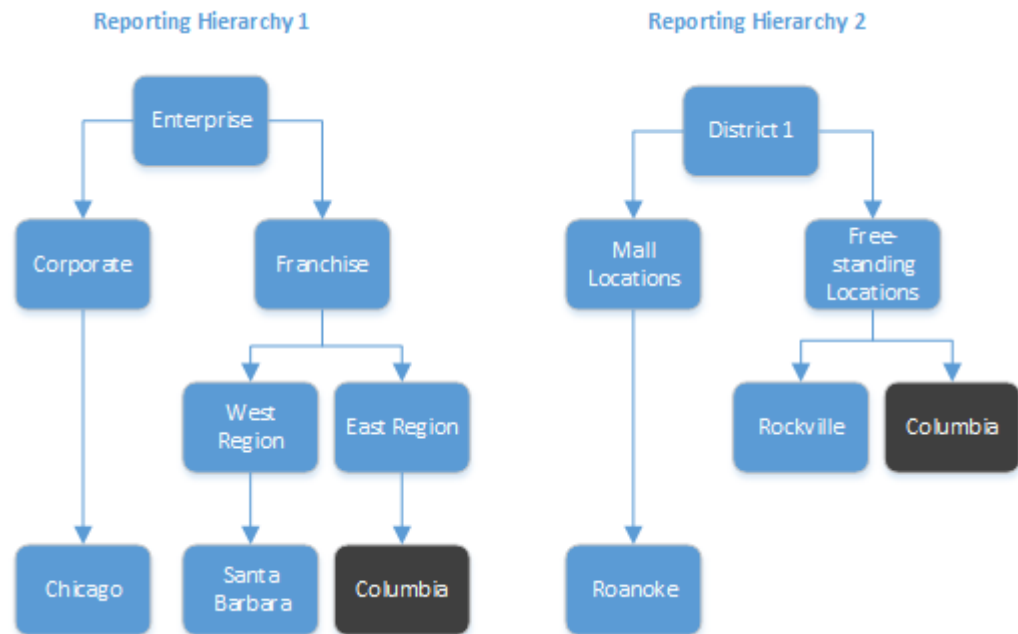 Reporting Hierarchy 1
Reporting Hierarchy 2
Enterprise
District 1
Corporate
Franchise
Mall
Locations
Free-
standing
Locations
West
Region
East Region
Rockville
Columbia
Chicago
Santa
Barbara
Columbia
Roanoke